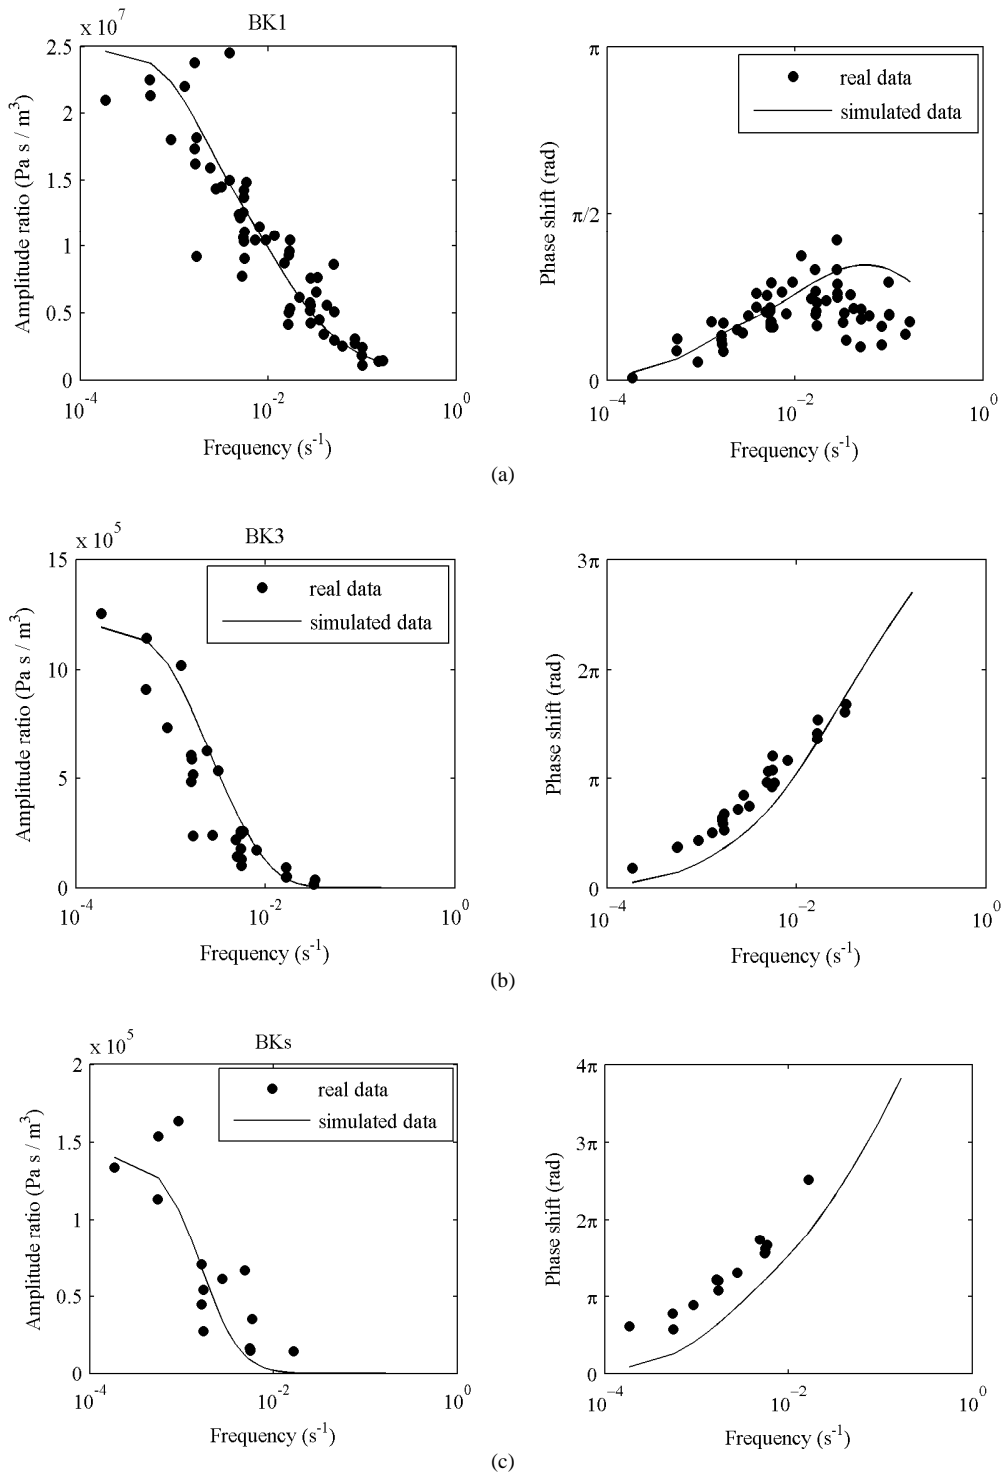 BK1
x 10^7
2.5
2
1.5
1
0.5
0
10^-4
10^-2
10^0
Amplitude ratio (Pa s / m^3)
Frequency (s^-1)
π
π/2
0
10^-4
10^-2
10^0
Phase shift (rad)
Frequency (s^-1)
real data
simulated data
(a)
BK3
x 10^5
15
10
5
0
10^-4
10^-2
10^0
Amplitude ratio (Pa s / m^3)
Frequency (s^-1)
real data
simulated data
3π
2π
π
0
10^-4
10^-2
10^0
Phase shift (rad)
Frequency (s^-1)
(b)
BKs
x 10^5
2
1.5
1
0.5
0
10^-4
10^-2
10^0
Amplitude ratio (Pa s / m^3)
Frequency (s^-1)
real data
simulated data
4π
3π
2π
π
0
10^-4
10^-2
10^0
Phase shift (rad)
Frequency (s^-1)
(c)